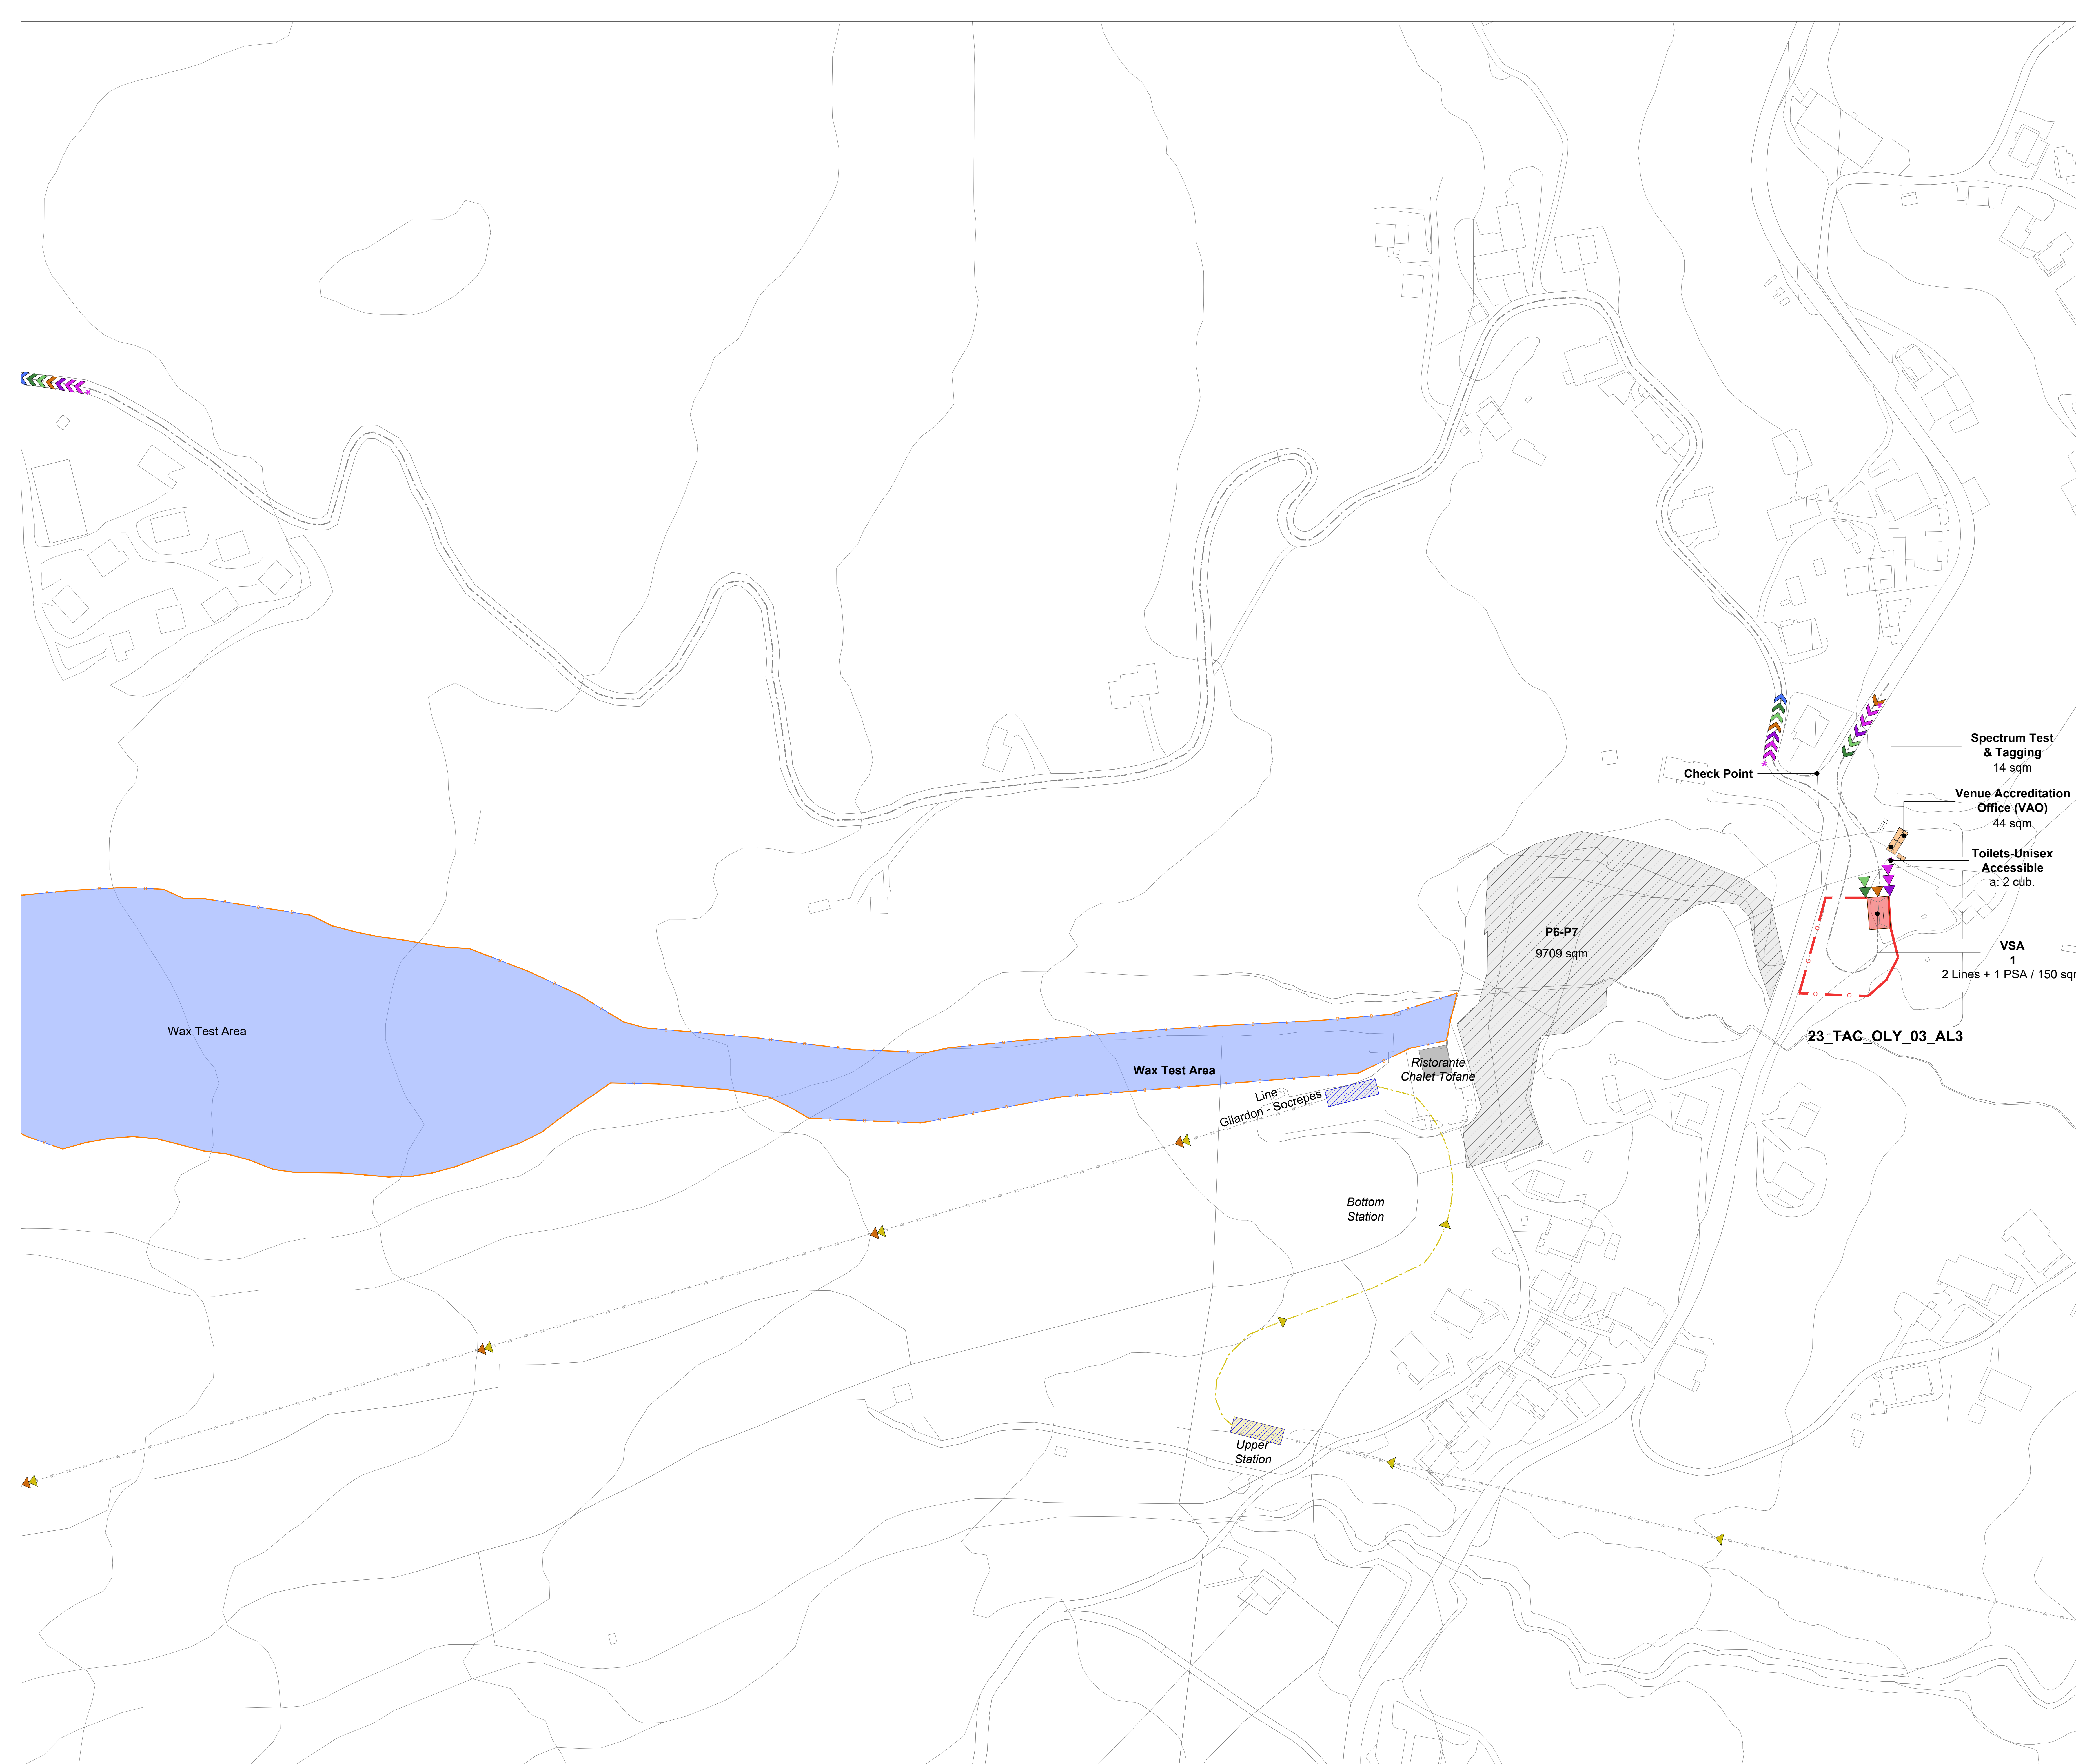 Spectrum Test
& Tagging
14 sqm
Check Point
Venue Accreditation
Office (VAO)
44 sqm
Toilets-Unisex
Accessible
a: 2 cub.
P6-P7
9709 sqm
VSA
1
2 Lines + 1 PSA / 150 sqm
23_TAC_OLY_03_AL3
Wax Test Area
Wax Test Area
Ristorante
Chalet Tofane
Line
Gilardon - Socrepes
Bottom
Station
Upper
Station